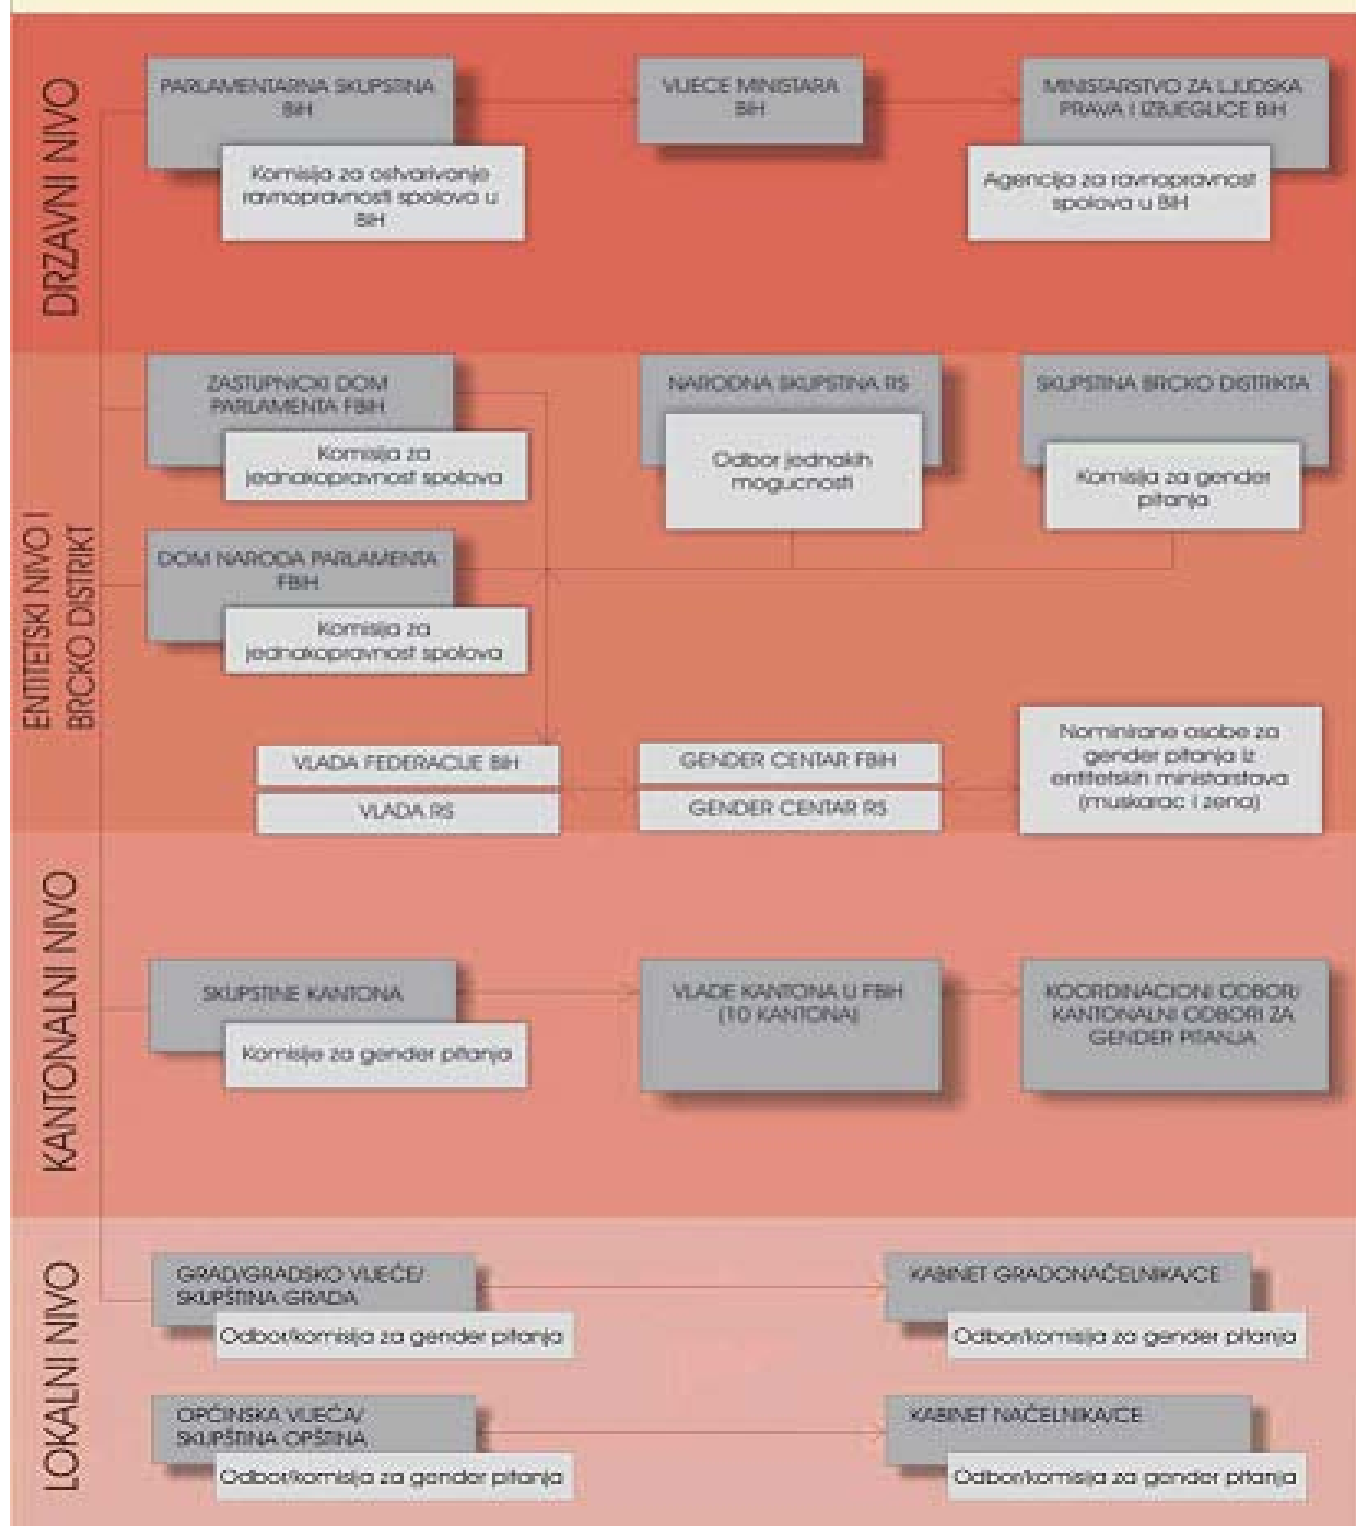 DRZAVNI NIVO
PARLAMENTARNA SKUPSTINA
BiH
Komisija za ostvarivanje
ravnopravnosti spolova u
BiH
VIJECE MINISTARA
BiH
MINISTARSTVO ZA LJUDSKA
PRAVA I IZBJEGLICE BiH
Agencija za ravnopravnost
spolova u BiH
ENTITETSKI NIVO I
BRCKO DISTRIKT
ZASTUPNICKI DOM
PARLAMENTA FBiH
Komisija za
jednakopravnost spolova
NARODNA SKUPSTINA RS
Odbor jednakih
mogucnosti
SKUPSTINA BRCKO DISTRIKTA
Komisija za gender
pitanja
DOM NARODA PARLAMENTA
FBiH
Komisija za
jednakopravnost spolova
VLADA FEDERACIJE BiH
VLADA RS
GENDER CENTAR FBiH
GENDER CENTAR RS
Nominirane osobe za
gender pitanja iz
entitetskih ministarstava
(muskarac i zena)
KANTONALNI NIVO
SKUPSTINE KANTONA
Komisije za gender pitanja
VLADE KANTONA U FBiH
(10 KANTONA)
KOORDINACIONI ODBORI/
KANTONALNI ODBORI ZA
GENDER PITANJA
LOKALNI NIVO
GRAD/GRADSKO VIJEĆE/
SKUPŠTINA GRADA
Odbor/komisija za gender pitanja
KABINET GRADONAČELNIKA/CE
Odbor/komisija za gender pitanja
OPĆINSKA VIJEĆA/
SKUPŠTINA OPŠTINA
Odbor/komisija za gender pitanja
KABINET NAČELNIKA/CE
Odbor/komisija za gender pitanja